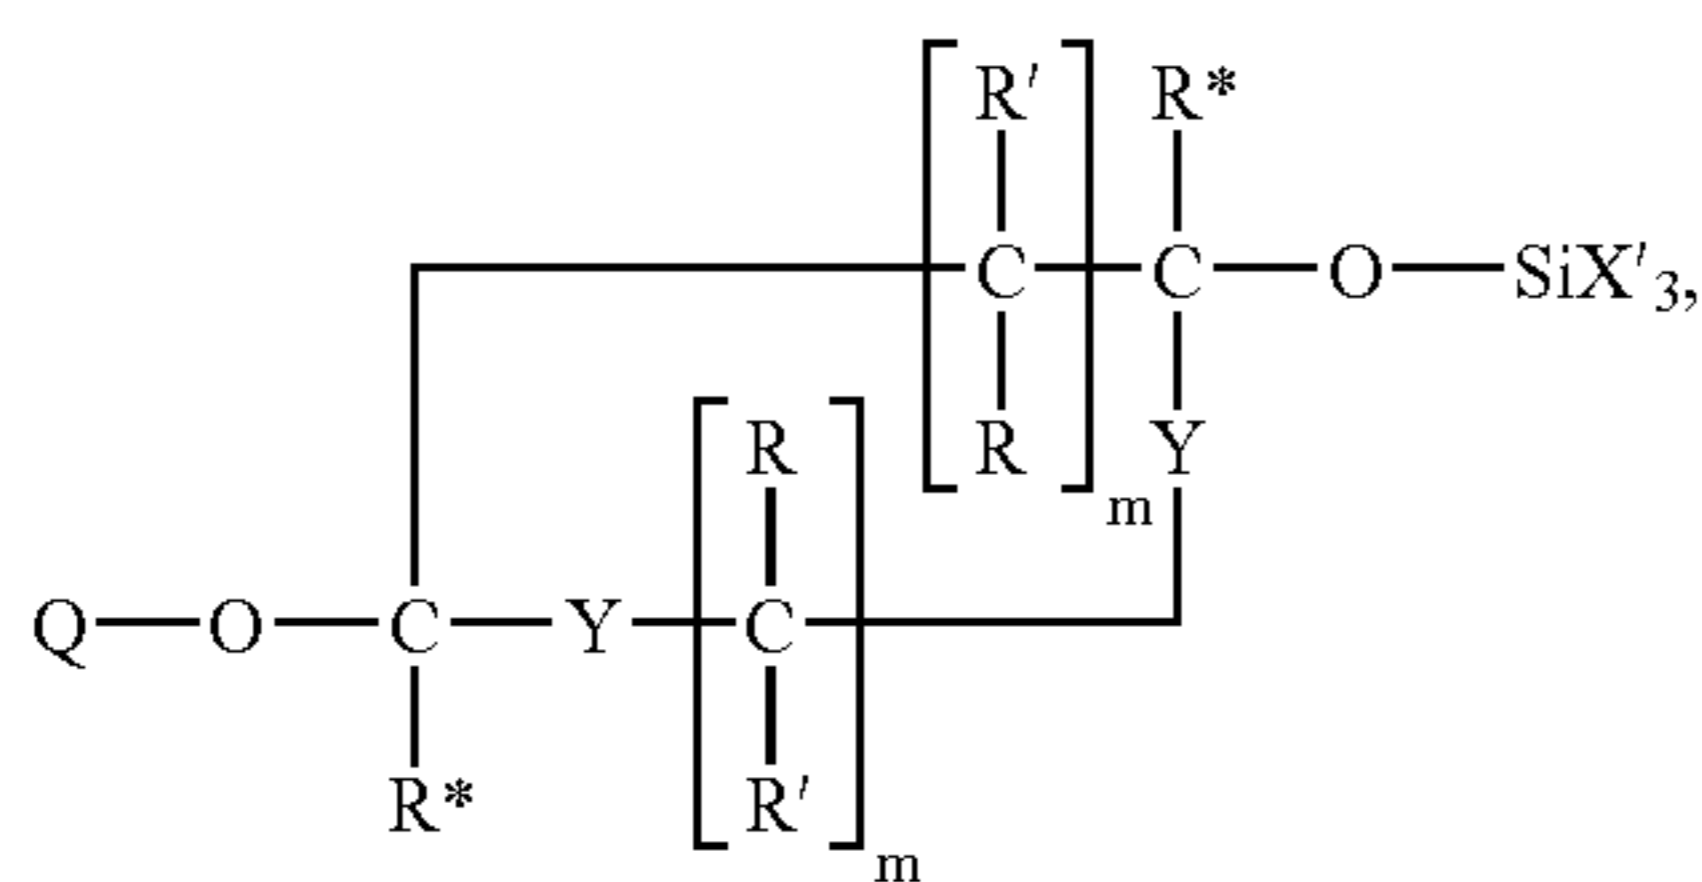 R′ R*
C C O SiX′3,
R Y
m
R
Q O C Y C
R* R′
m